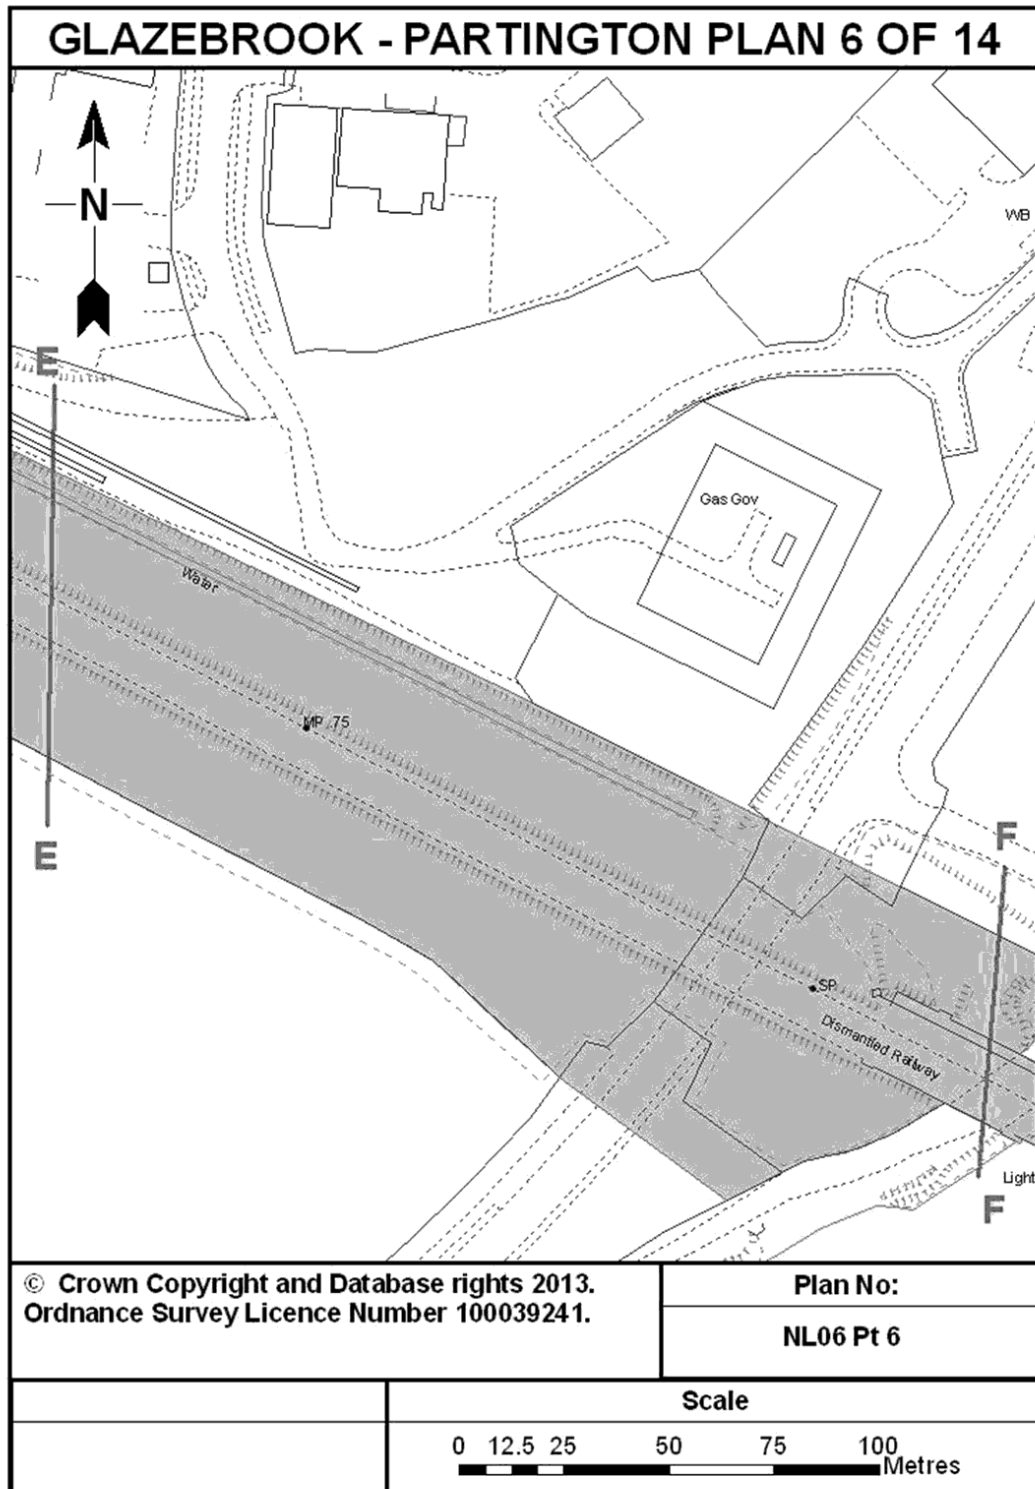 GLAZEBROOK - PARTINGTON PLAN 6 OF 14
N
WB
E
Gas Gov
Water
MP .75
F
E
SP
Dismantled Railway
Light
F
© Crown Copyright and Database rights 2013.
Ordnance Survey Licence Number 100039241.
Plan No:
NL06 Pt 6
Scale
0 12.5 25 50 75 100
Metres